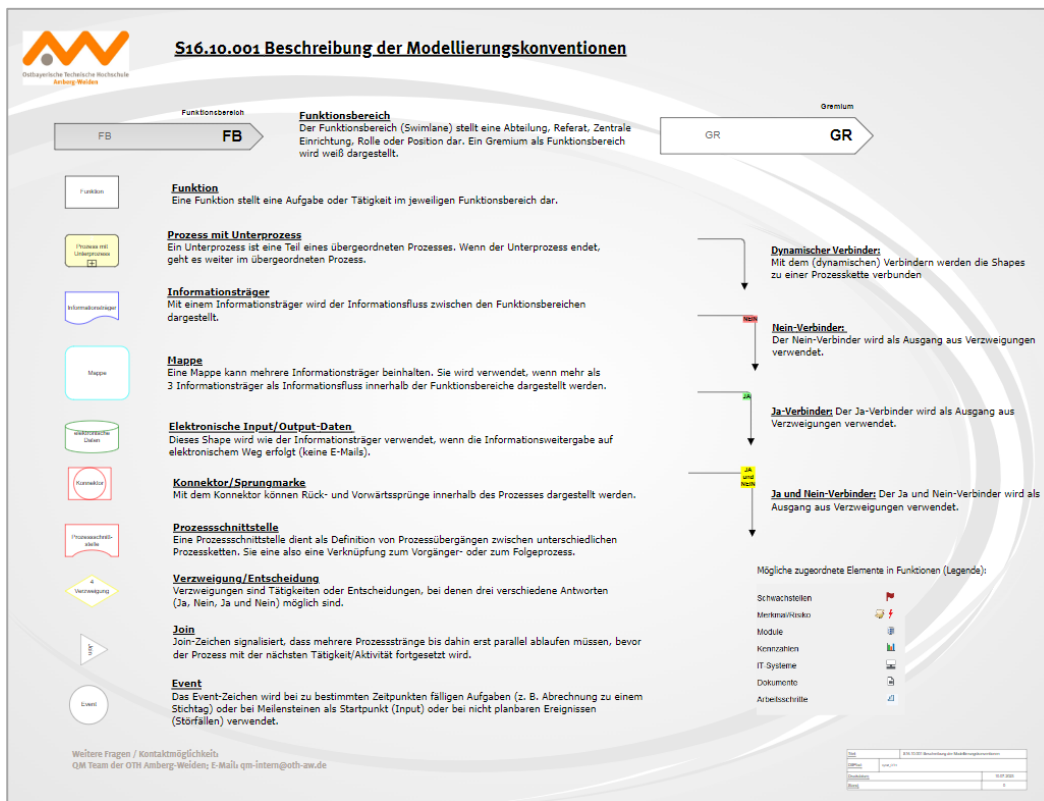 S16.10.001 Beschreibung der Modellierungskonventionen
Ostbayerische Technische Hochschule
Amberg-Weiden
Funktionsbereich
FB
FB
Funktionsbereich
Der Funktionsbereich (Swimlane) stellt eine Abteilung, Referat, Zentrale
Einrichtung, Rolle oder Position dar. Ein Gremium als Funktionsbereich
wird weiß dargestellt.
Gremium
GR
GR
Funktion
Funktion
Eine Funktion stellt eine Aufgabe oder Tätigkeit im jeweiligen Funktionsbereich dar.
Prozess mit
Unterprozess
Prozess mit Unterprozess
Ein Unterprozess ist eine Teil eines übergeordneten Prozesses. Wenn der Unterprozess endet,
geht es weiter im übergeordneten Prozess.
Informationsträger
Informationsträger
Mit einem Informationsträger wird der Informationsfluss zwischen den Funktionsbereichen
dargestellt.
Mappe
Mappe
Eine Mappe kann mehrere Informationsträger beinhalten. Sie wird verwendet, wenn mehr als
3 Informationsträger als Informationsfluss innerhalb der Funktionsbereiche dargestellt werden.
elektronische
Daten
Elektronische Input/Output-Daten
Dieses Shape wird wie der Informationsträger verwendet, wenn die Informationsweitergabe auf
elektronischem Weg erfolgt (keine E-Mails).
Konnektor
Konnektor/Sprungmarke
Mit dem Konnektor können Rück- und Vorwärtssprünge innerhalb des Prozesses dargestellt werden.
Prozessschnitt-
stelle
Prozessschnittstelle
Eine Prozessschnittstelle dient als Definition von Prozessübergängen zwischen unterschiedlichen
Prozessketten. Sie eine also eine Verknüpfung zum Vorgänger- oder zum Folgeprozess.
4
Verzweigung
Verzweigung/Entscheidung
Verzweigungen sind Tätigkeiten oder Entscheidungen, bei denen drei verschiedene Antworten
(Ja, Nein, Ja und Nein) möglich sind.
Join
Join
Join-Zeichen signalisiert, dass mehrere Prozessstränge bis dahin erst parallel ablaufen müssen, bevor
der Prozess mit der nächsten Tätigkeit/Aktivität fortgesetzt wird.
Event
Event
Das Event-Zeichen wird bei zu bestimmten Zeitpunkten fälligen Aufgaben (z. B. Abrechnung zu einem
Stichtag) oder bei Meilensteinen als Startpunkt (Input) oder bei nicht planbaren Ereignissen
(Störfällen) verwendet.
Dynamischer Verbinder:
Mit dem (dynamischen) Verbindern werden die Shapes
zu einer Prozesskette verbunden
NEIN
Nein-Verbinder:
Der Nein-Verbinder wird als Ausgang aus Verzweigungen
verwendet.
JA
Ja-Verbinder: Der Ja-Verbinder wird als Ausgang aus
Verzweigungen verwendet.
JA
und
NEIN
Ja und Nein-Verbinder: Der Ja und Nein-Verbinder wird als
Ausgang aus Verzweigungen verwendet.
Mögliche zugeordnete Elemente in Funktionen (Legende):
Schwachstellen
Merkmal/Risiko
Module
Kennzahlen
IT Systeme
Dokumente
Arbeitsschritte
Weitere Fragen / Kontaktmöglichkeit:
QM Team der OTH Amberg-Weiden; E-Mail: qm-intern@oth-aw.de
S16.10.001 Beschreibung der Modellierungskonventionen